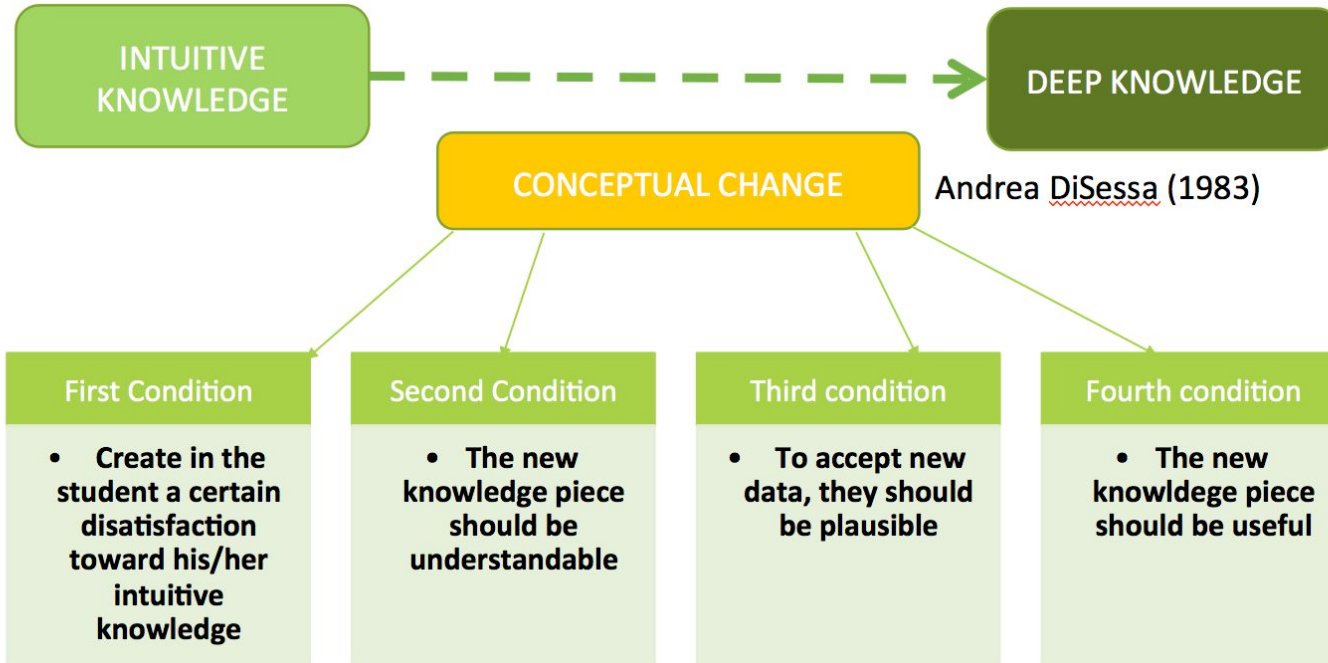 INTUITIVE
KNOWLEDGE
DEEP KNOWLEDGE
CONCEPTUAL CHANGE
Andrea DiSessa (1983)
First Condition
• Create in the
student a certain
disatisfaction
toward his/her
intuitive
knowledge
Second Condition
• The new
knowledge piece
should be
understandable
Third condition
• To accept new
data, they should
be plausible
Fourth condition
• The new
knowldege piece
should be useful